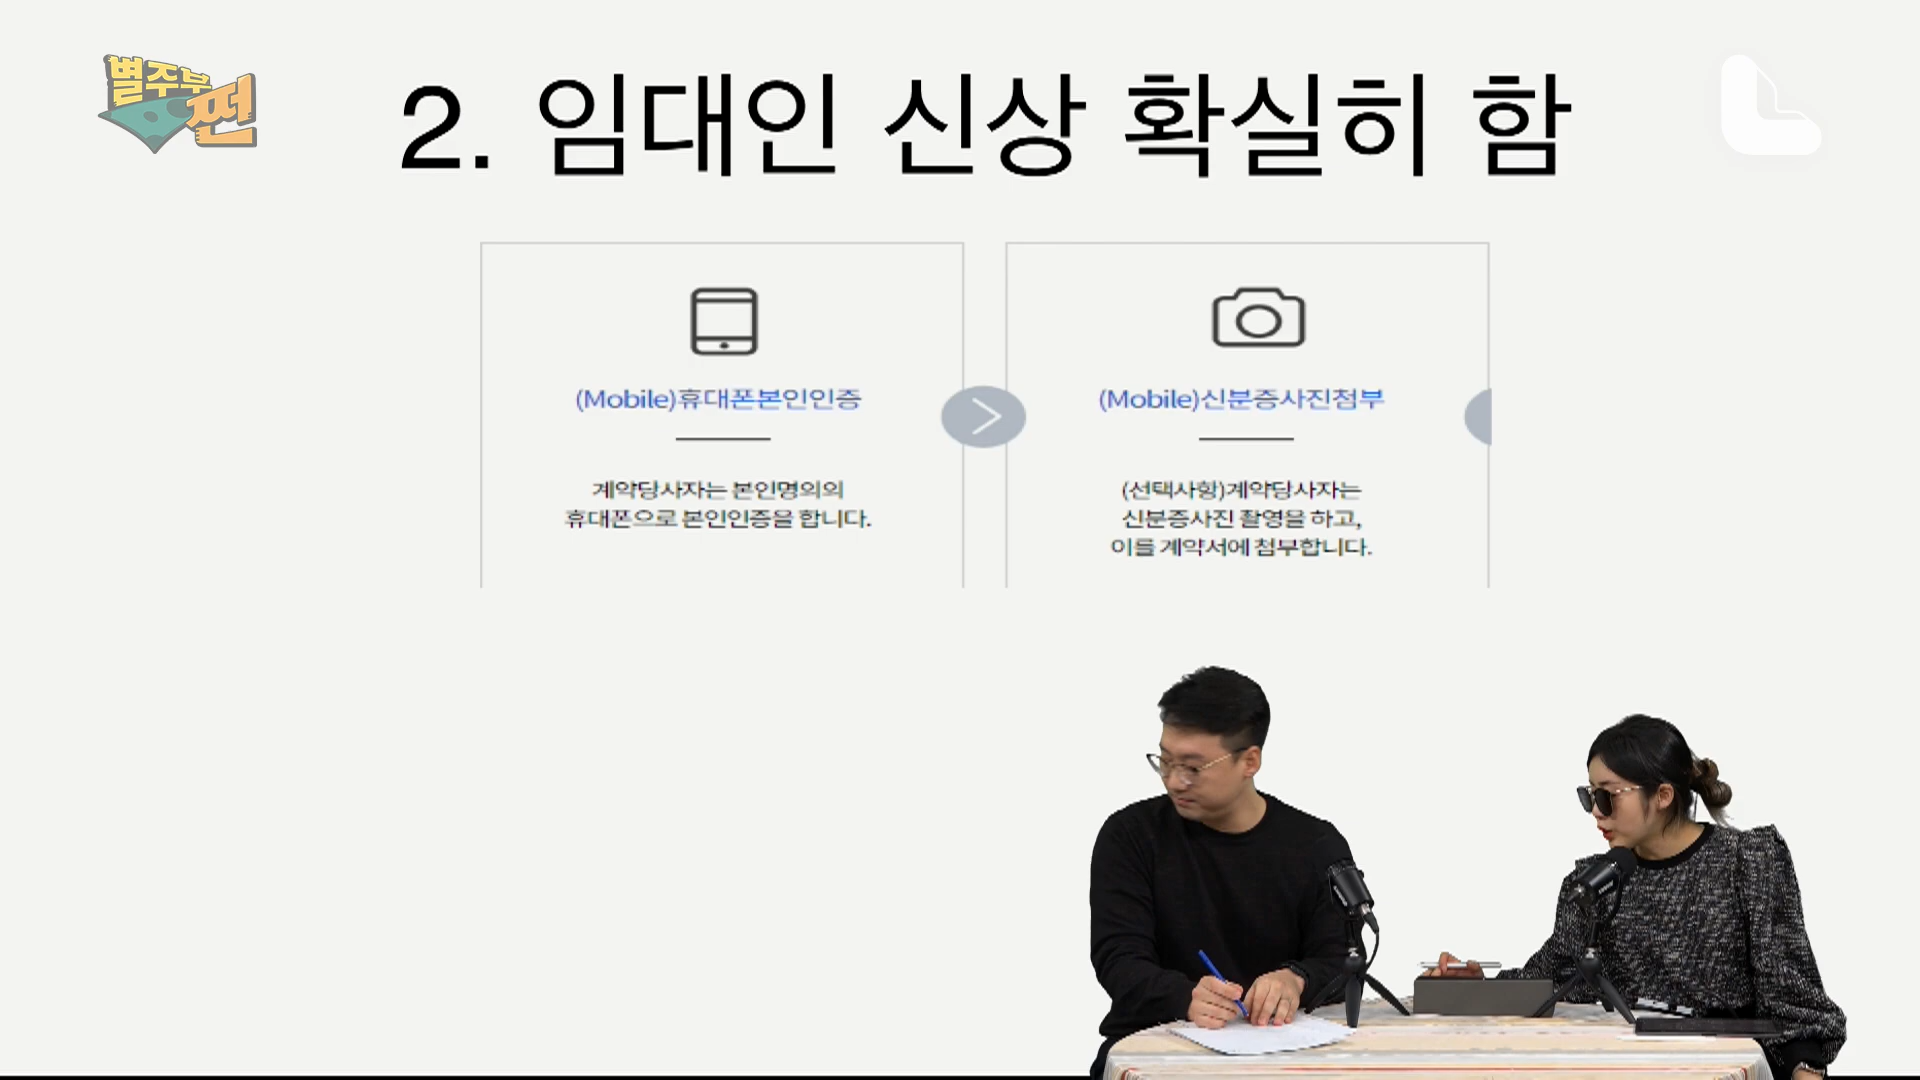 별주부
쩐
2. 임대인 신상 확실히 함
(Mobile)휴대폰본인인증
(Mobile)신분증사진첨부
계약당사자는 본인명의의
휴대폰으로 본인인증을 합니다.
(선택사항)계약당사자는
신분증사진 촬영을 하고,
이를 계약서에 첨부합니다.